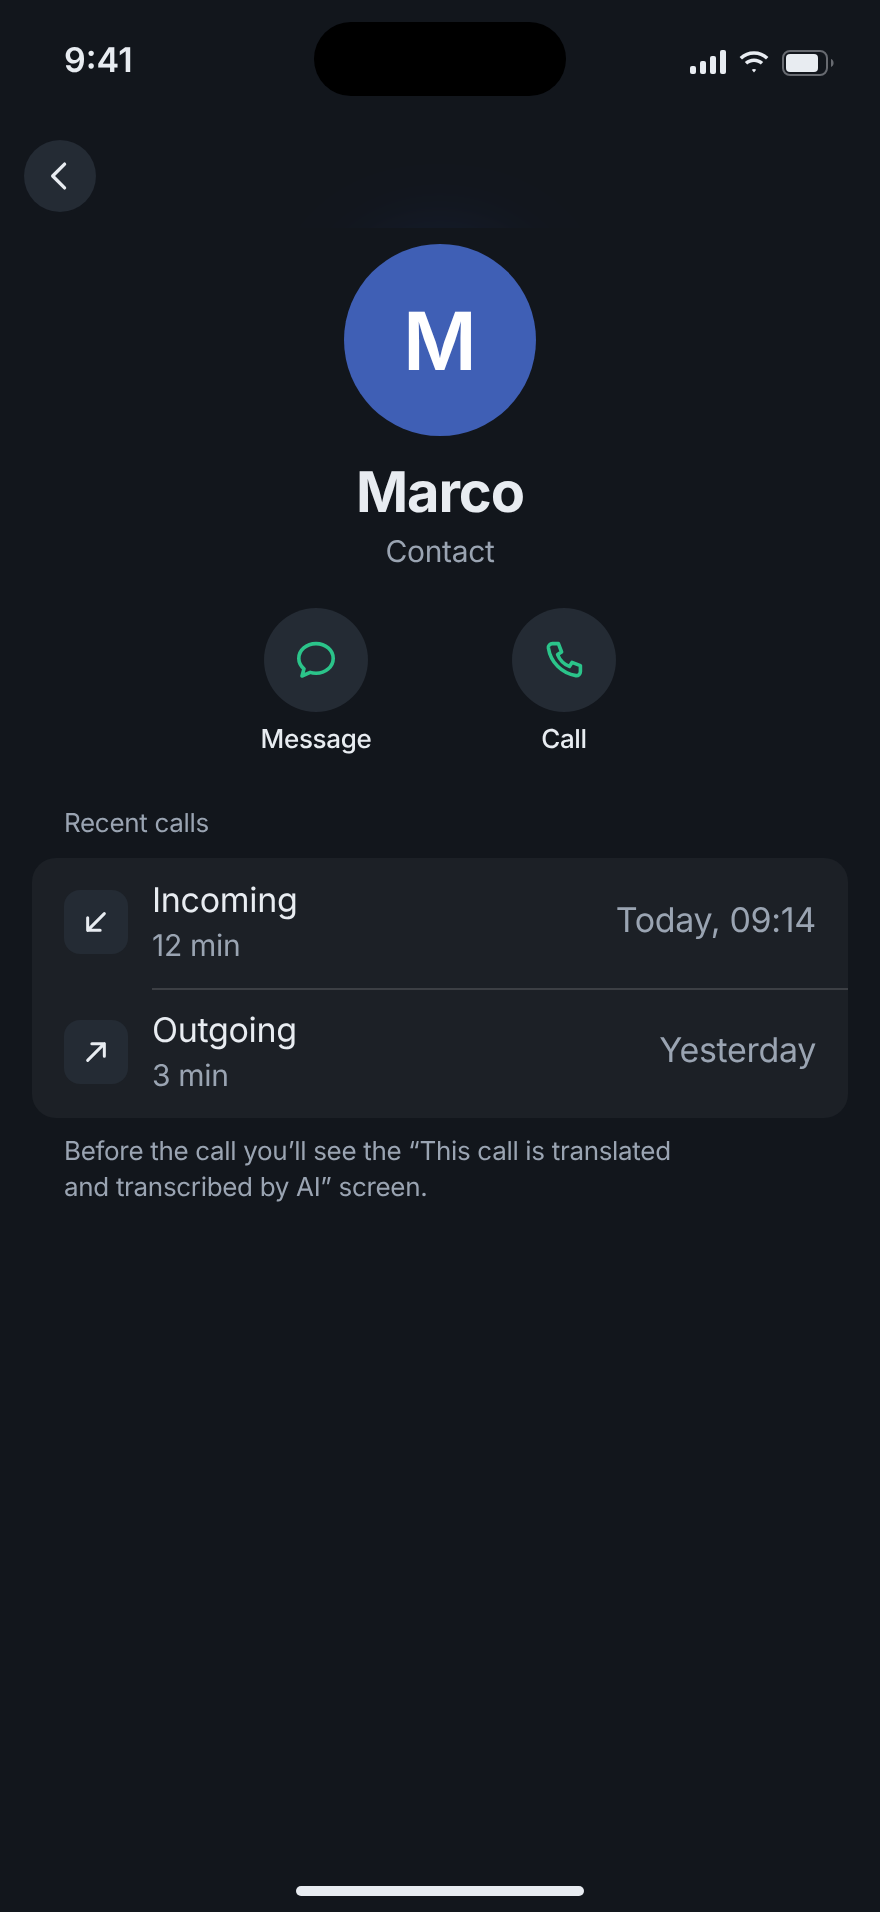 9:41
M
Marco
Contact
Message
Call
Recent calls
Incoming
12 min
Today, 09:14
Outgoing
3 min
Yesterday
Before the call you’ll see the “This call is translated
and transcribed by AI” screen.